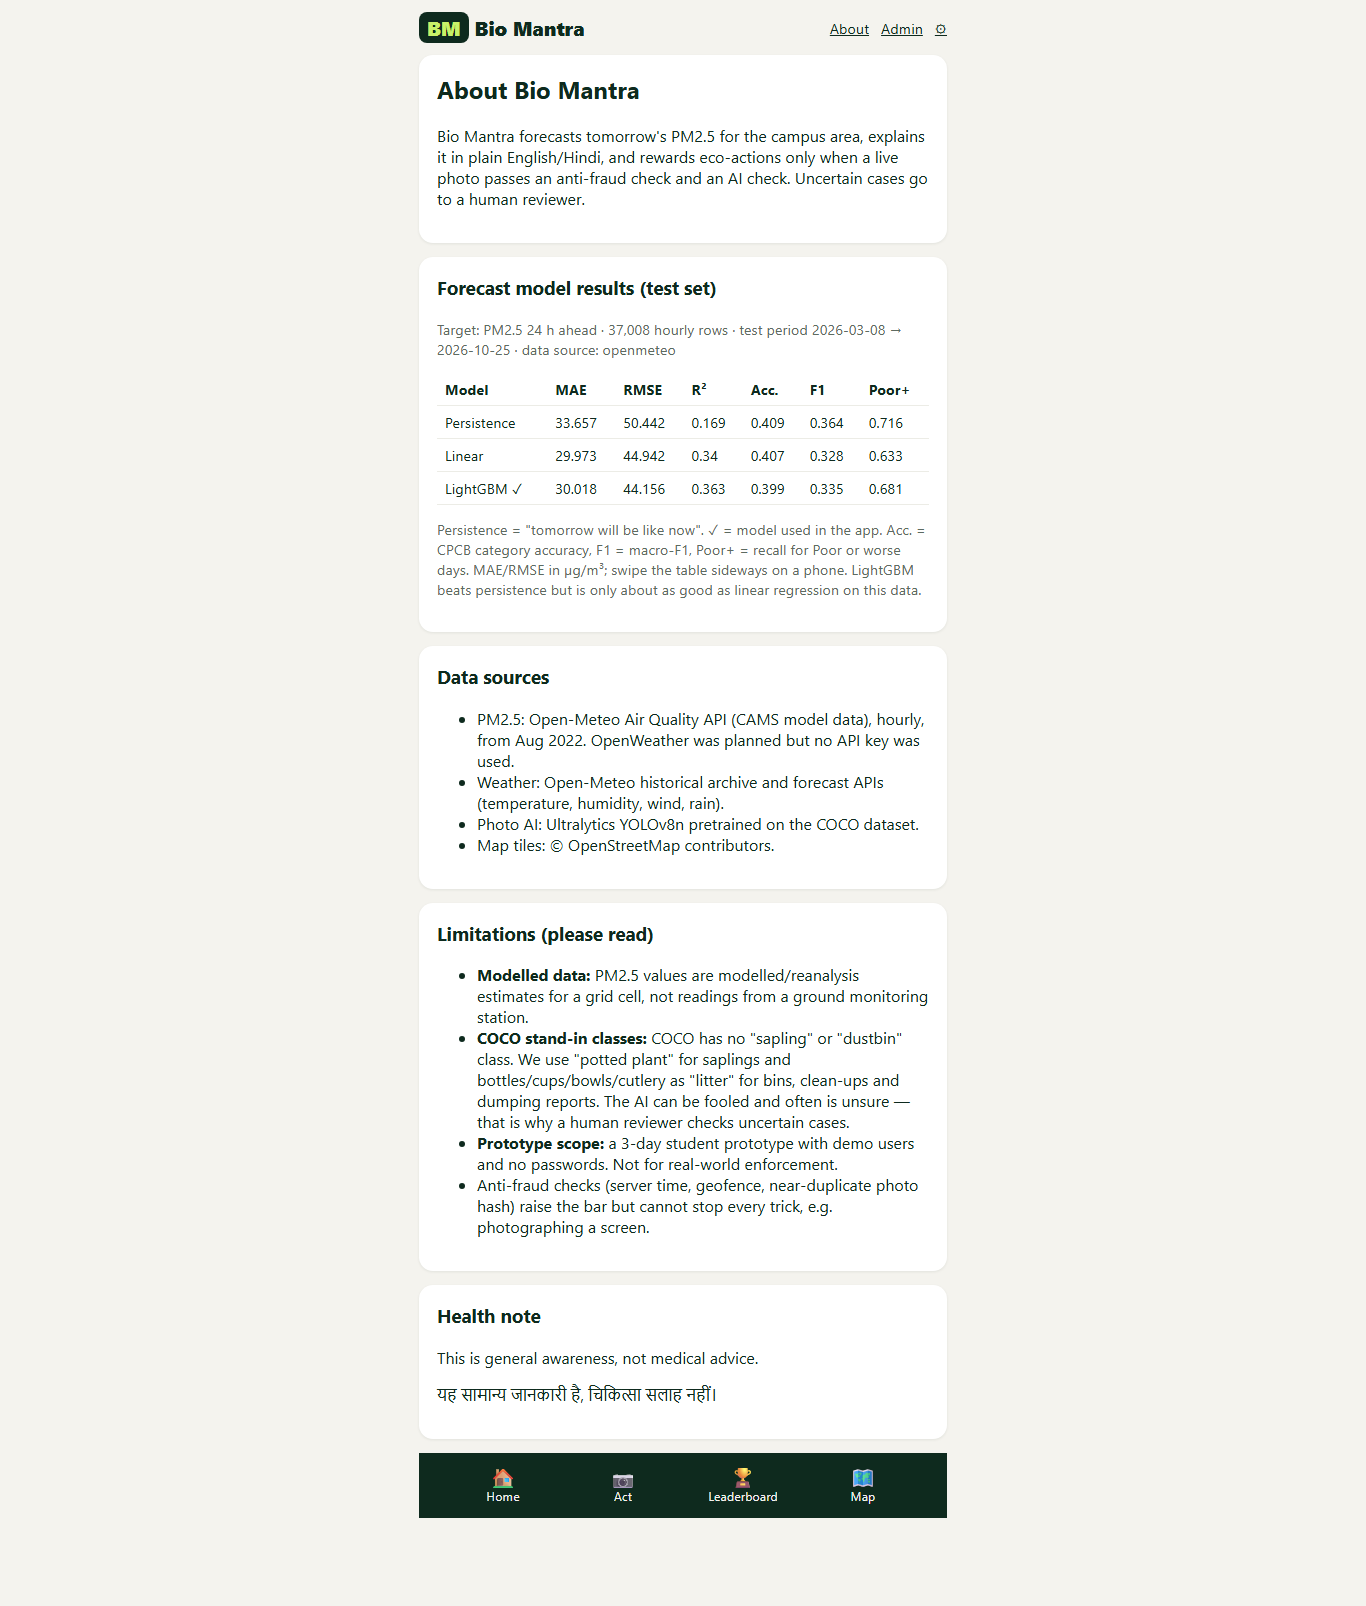 BM Bio Mantra
About Admin ⚙
About Bio Mantra
Bio Mantra forecasts tomorrow's PM2.5 for the campus area, explains
it in plain English/Hindi, and rewards eco-actions only when a live
photo passes an anti-fraud check and an AI check. Uncertain cases go
to a human reviewer.
Forecast model results (test set)
Target: PM2.5 24 h ahead · 37,008 hourly rows · test period 2026-03-08 →
2026-10-25 · data source: openmeteo
Model MAE RMSE R² Acc. F1 Poor+
Persistence 33.657 50.442 0.169 0.409 0.364 0.716
Linear 29.973 44.942 0.34 0.407 0.328 0.633
LightGBM ✓ 30.018 44.156 0.363 0.399 0.335 0.681
Persistence = "tomorrow will be like now". ✓ = model used in the app. Acc. =
CPCB category accuracy, F1 = macro-F1, Poor+ = recall for Poor or worse
days. MAE/RMSE in µg/m³; swipe the table sideways on a phone. LightGBM
beats persistence but is only about as good as linear regression on this data.
Data sources
• PM2.5: Open-Meteo Air Quality API (CAMS model data), hourly,
from Aug 2022. OpenWeather was planned but no API key was
used.
• Weather: Open-Meteo historical archive and forecast APIs
(temperature, humidity, wind, rain).
• Photo AI: Ultralytics YOLOv8n pretrained on the COCO dataset.
• Map tiles: © OpenStreetMap contributors.
Limitations (please read)
• Modelled data: PM2.5 values are modelled/reanalysis
estimates for a grid cell, not readings from a ground monitoring
station.
• COCO stand-in classes: COCO has no "sapling" or "dustbin"
class. We use "potted plant" for saplings and
bottles/cups/bowls/cutlery as "litter" for bins, clean-ups and
dumping reports. The AI can be fooled and often is unsure —
that is why a human reviewer checks uncertain cases.
• Prototype scope: a 3-day student prototype with demo users
and no passwords. Not for real-world enforcement.
• Anti-fraud checks (server time, geofence, near-duplicate photo
hash) raise the bar but cannot stop every trick, e.g.
photographing a screen.
Health note
This is general awareness, not medical advice.
यह सामान्य जानकारी है, चिकित्सा सलाह नहीं।
Home Act Leaderboard Map